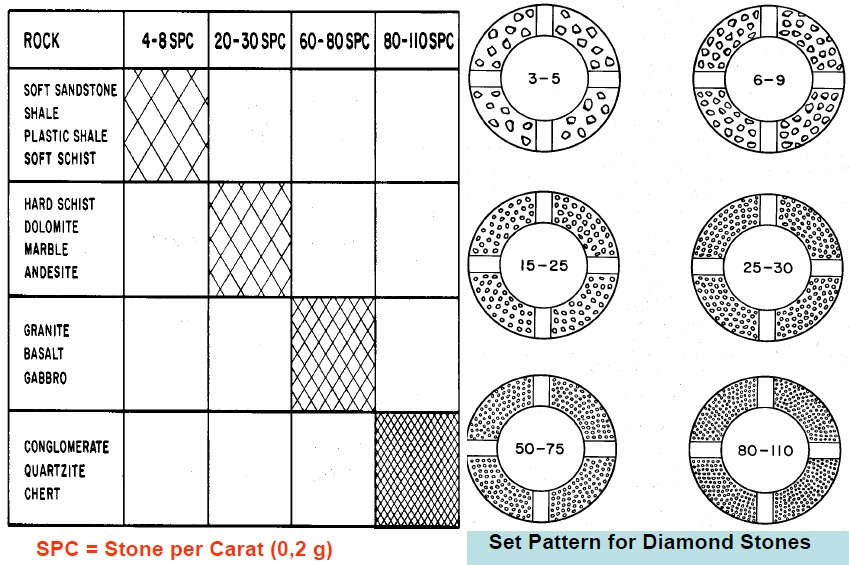 ROCK 4-8 SPC 20-30 SPC 60-80 SPC 80-110 SPC
SOFT SANDSTONE
SHALE
PLASTIC SHALE
SOFT SCHIST
HARD SCHIST
DOLOMITE
MARBLE
ANDESITE
GRANITE
BASALT
GABBRO
CONGLOMERATE
QUARTZITE
CHERT
SPC = Stone per Carat (0,2 g)
3-5
6-9
15-25
25-30
50-75
80-110
Set Pattern for Diamond Stones